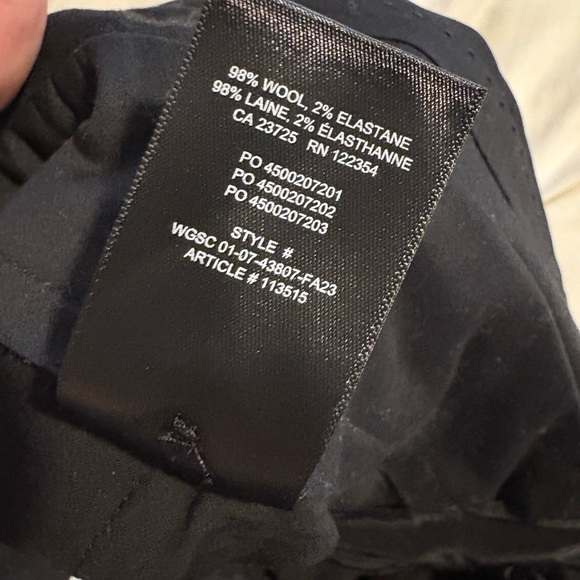 98% WOOL, 2% ELASTANE
98% LAINE, 2% ÉLASTHANNE
CA 23725 RN 122354
PO 4500207201
PO 4500207202
PO 4500207203
STYLE #
WGSC 01-07-43807-FA23
ARTICLE # 113515